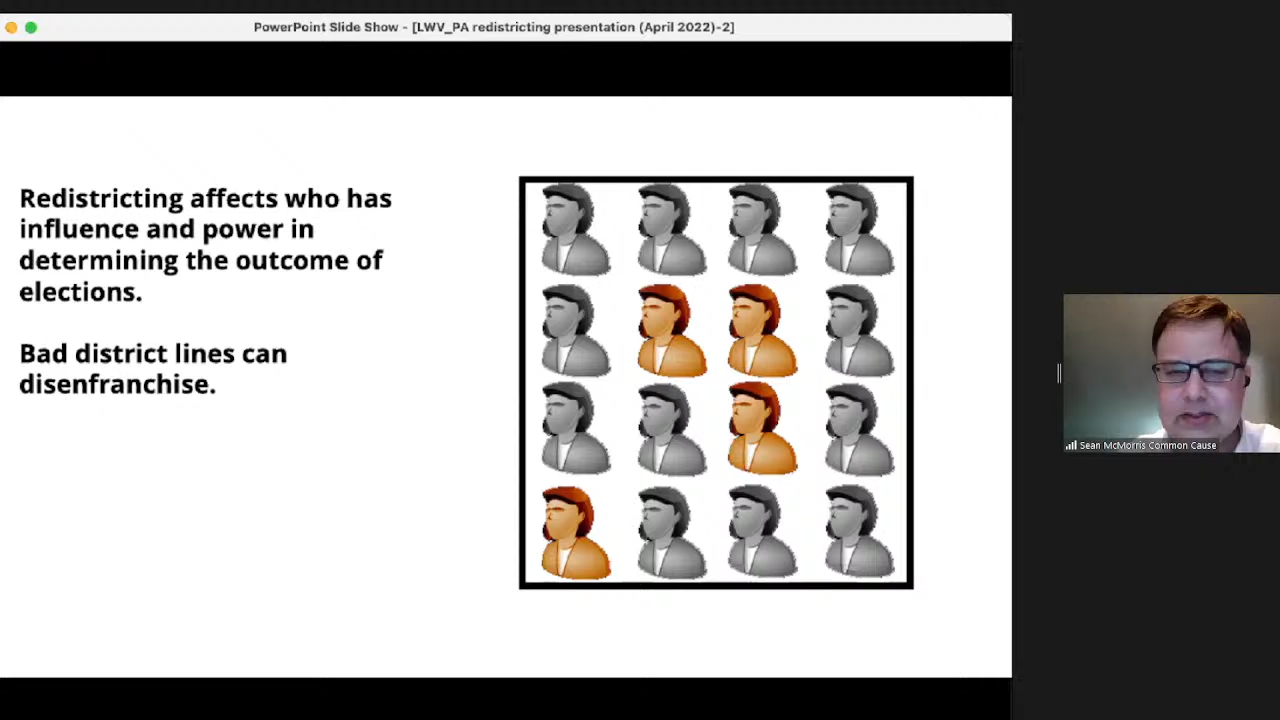 PowerPoint Slide Show - [LWV_PA redistricting presentation (April 2022)-2]
Redistricting affects who has
influence and power in
determining the outcome of
elections.
Bad district lines can
disenfranchise.
Sean McMorris Common Cause